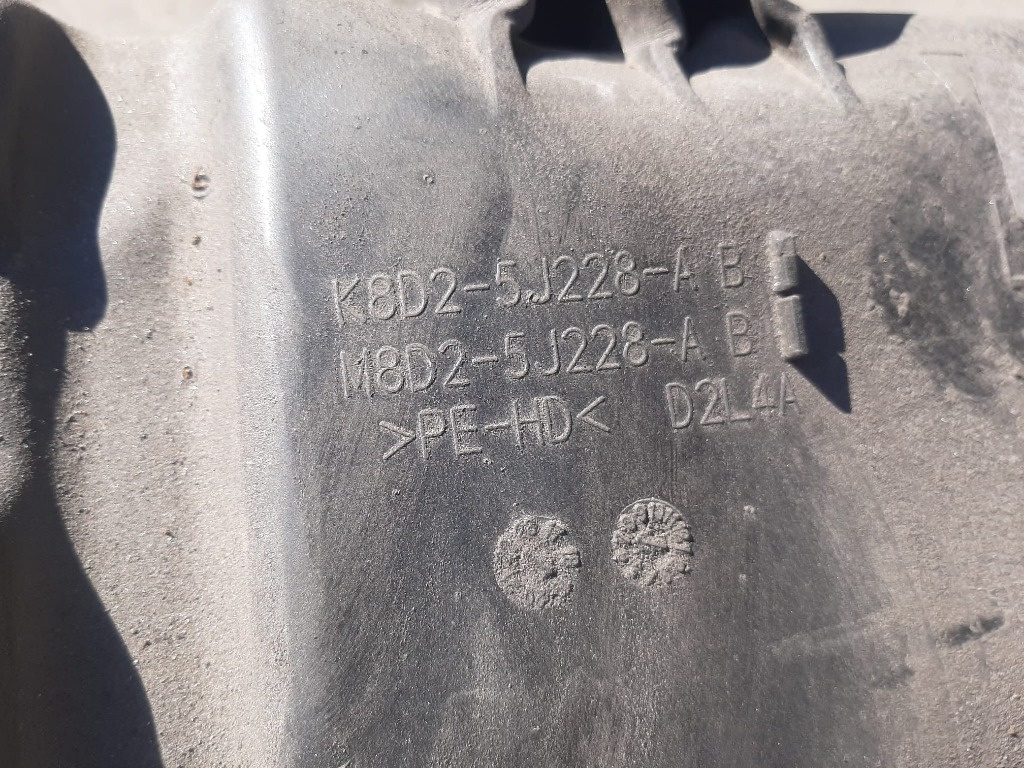 K8D2-5J228-A B
M8D2-5J228-A B
>PE-HD< D2L4A